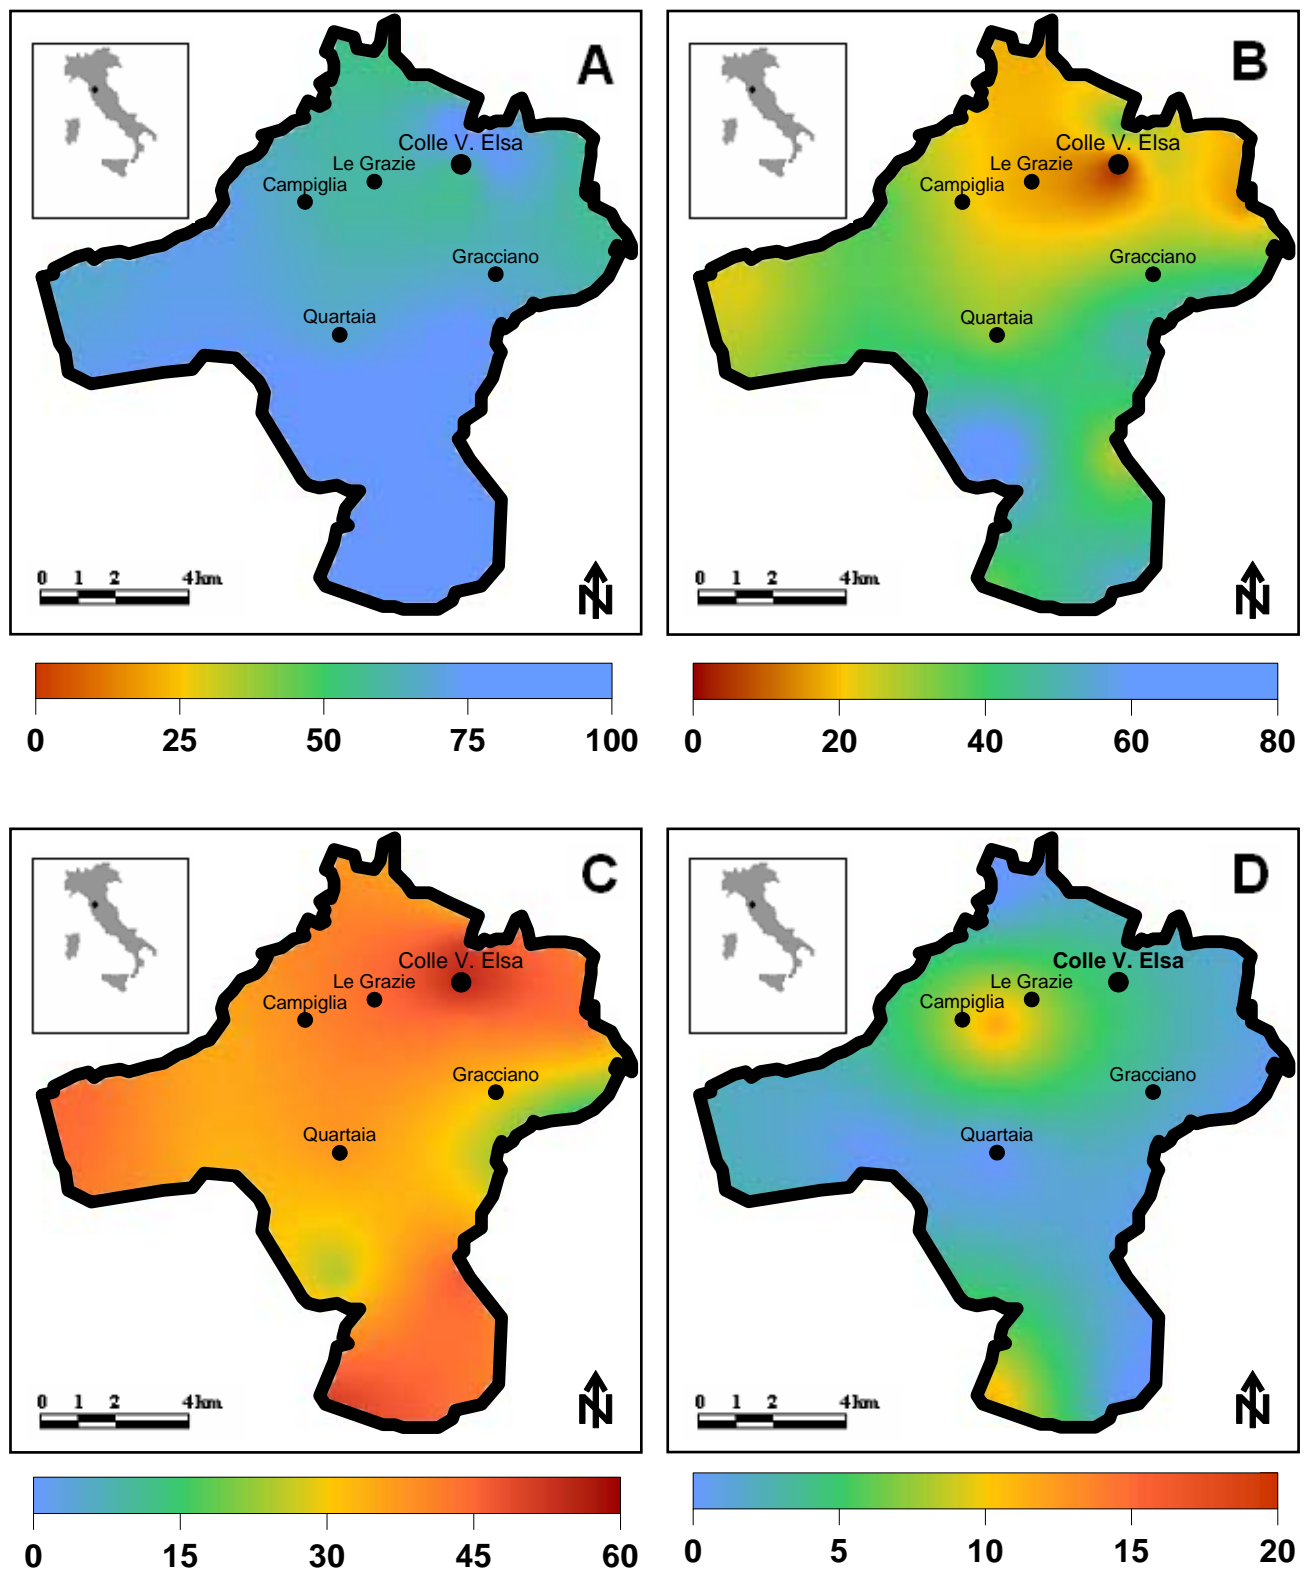 A
Colle V. Elsa
Le Grazie
Campiglia
Gracciano
Quartaia
0 1 2 4 km
N
0 25 50 75 100
B
Colle V. Elsa
Le Grazie
Campiglia
Gracciano
Quartaia
0 1 2 4 km
N
0 20 40 60 80
C
Colle V. Elsa
Le Grazie
Campiglia
Gracciano
Quartaia
0 1 2 4 km
N
0 15 30 45 60
D
Colle V. Elsa
Le Grazie
Campiglia
Gracciano
Quartaia
0 1 2 4 km
N
0 5 10 15 20